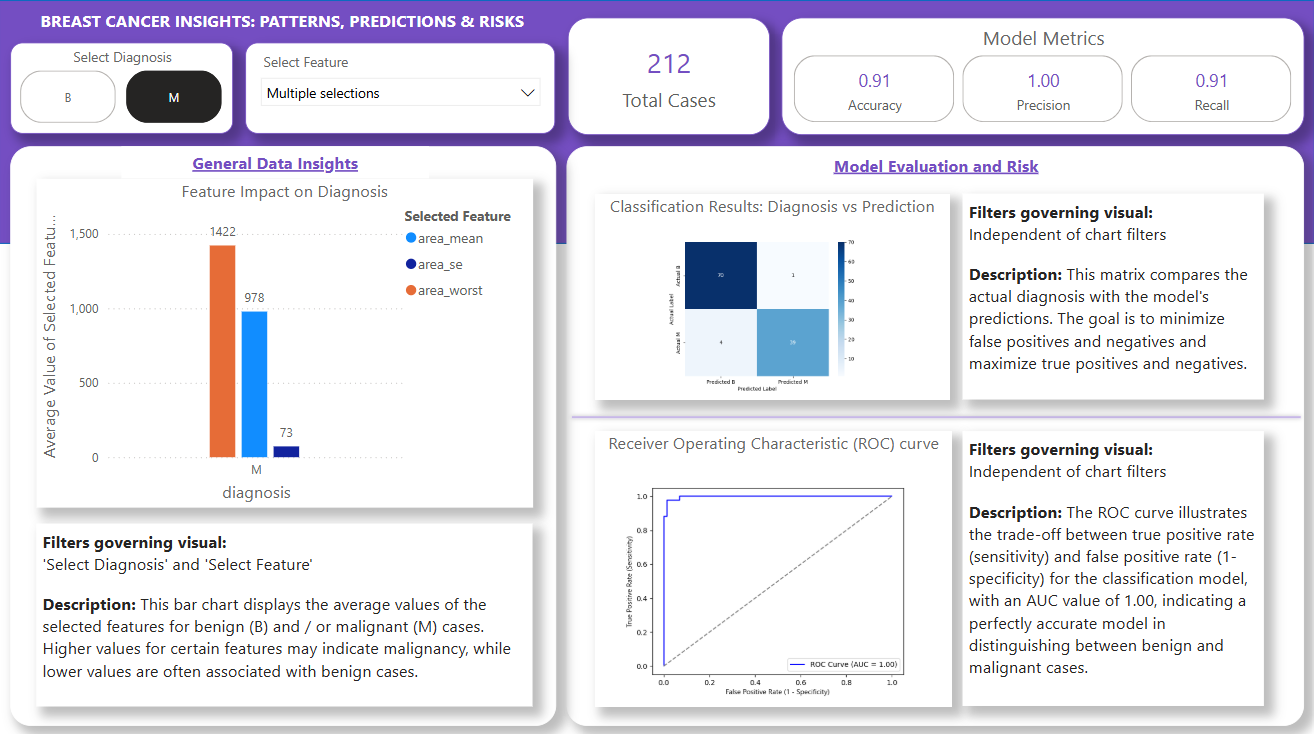 BREAST CANCER INSIGHTS: PATTERNS, PREDICTIONS & RISKS
Select Diagnosis
B
M
Select Feature
Multiple selections
212
Total Cases
Model Metrics
0.91
Accuracy
1.00
Precision
0.91
Recall
General Data Insights
Feature Impact on Diagnosis
Average Value of Selected Featu...
1,500
1,000
500
0
1422
978
73
M
diagnosis
Selected Feature
area_mean
area_se
area_worst
Filters governing visual:
'Select Diagnosis' and 'Select Feature'
Description: This bar chart displays the average values of the
selected features for benign (B) and / or malignant (M) cases.
Higher values for certain features may indicate malignancy, while
lower values are often associated with benign cases.
Model Evaluation and Risk
Classification Results: Diagnosis vs Prediction
Actual Label
Actual B
Actual M
70
1
4
Predicted B
Predicted M
Predicted Label
70
60
50
40
30
20
10
Filters governing visual:
Independent of chart filters
Description: This matrix compares the
actual diagnosis with the model's
predictions. The goal is to minimize
false positives and negatives and
maximize true positives and negatives.
Receiver Operating Characteristic (ROC) curve
True Positive Rate (Sensitivity)
1.0
0.8
0.6
0.4
0.2
0.0
0.0
0.2
0.4
0.6
0.8
1.0
False Positive Rate (1 - Specificity)
ROC Curve (AUC = 1.00)
Filters governing visual:
Independent of chart filters
Description: The ROC curve illustrates
the trade-off between true positive rate
(sensitivity) and false positive rate (1-
specificity) for the classification model,
with an AUC value of 1.00, indicating a
perfectly accurate model in
distinguishing between benign and
malignant cases.